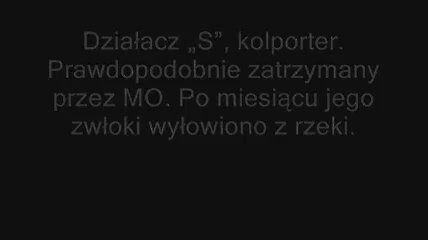 Działacz „S”, kolporter.
Prawdopodobnie zatrzymany
przez MO. Po miesiącu jego
zwłoki wyłowiono z rzeki.